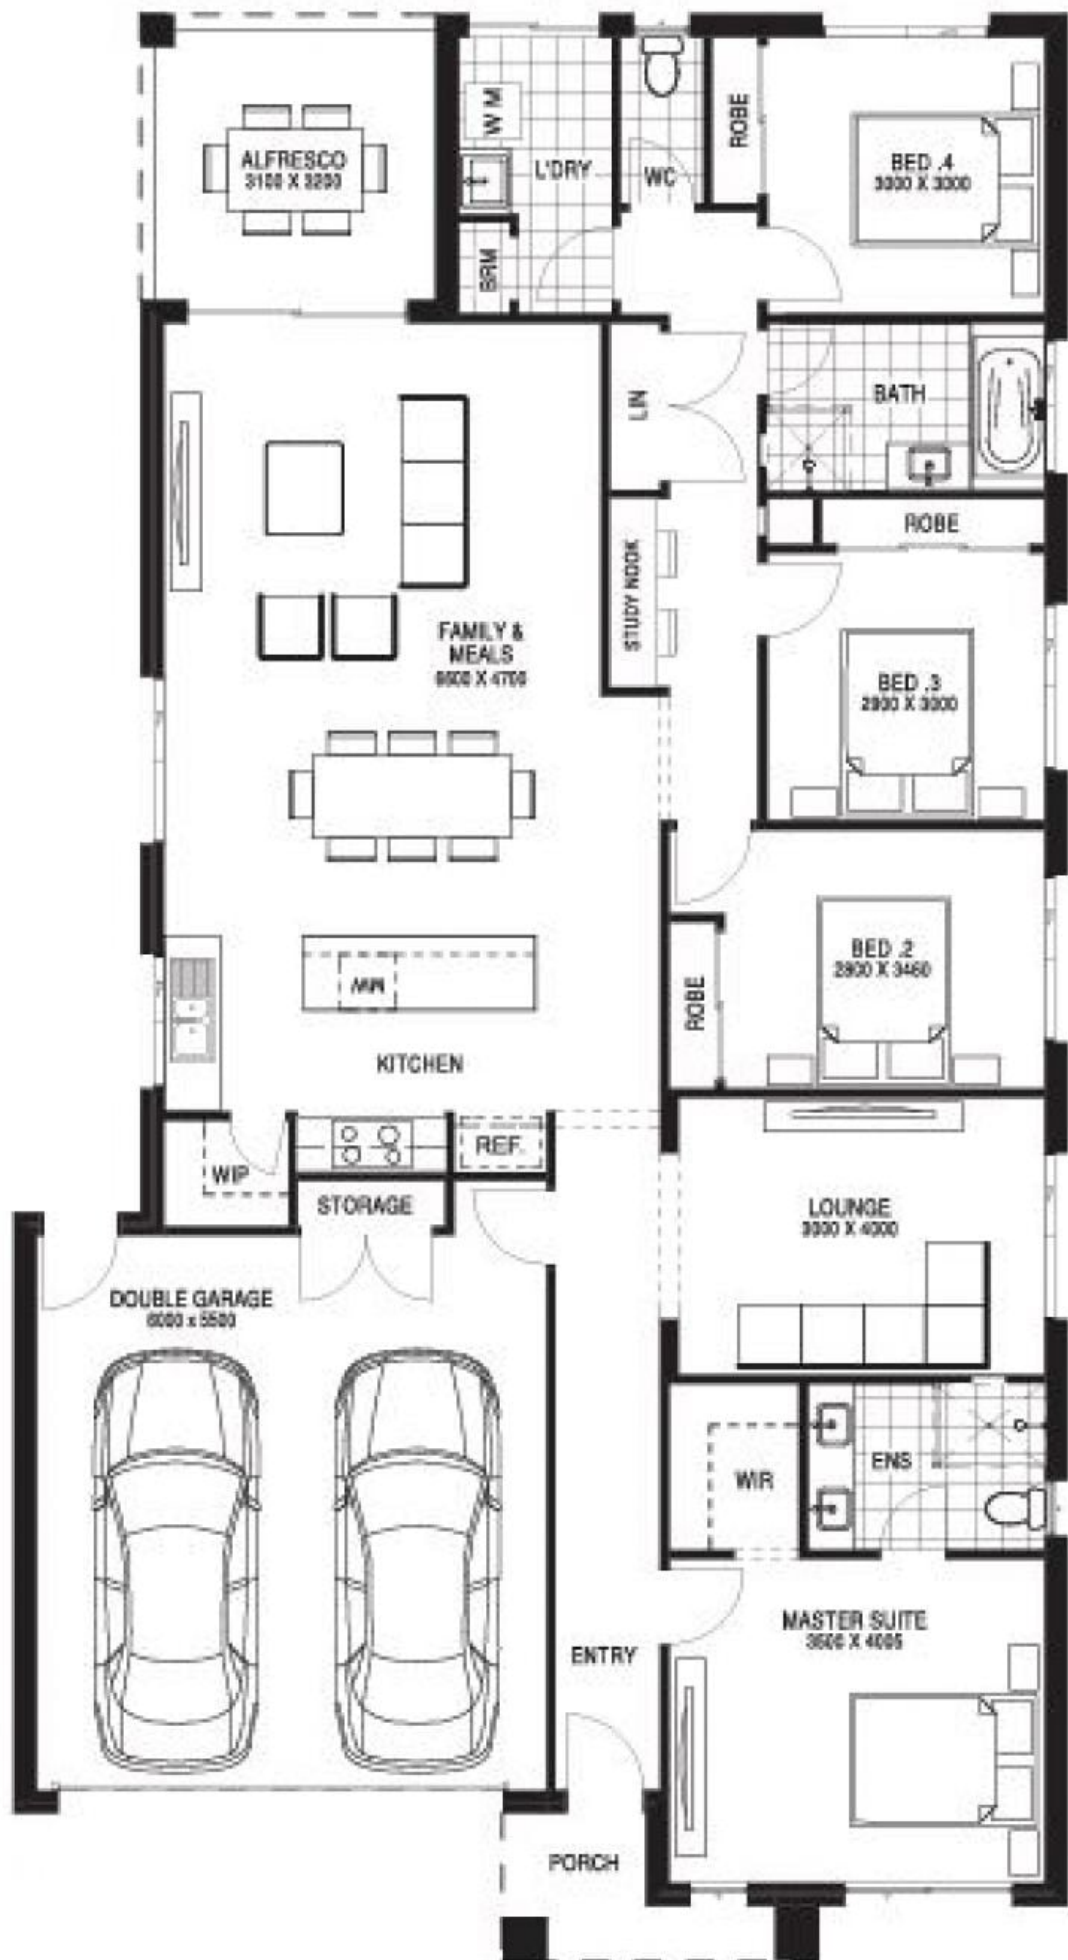 ALFRESCO
3100 X 3200
W M
L'DRY
BRM
WC
ROBE
BED .4
3000 X 3000
LIN
BATH
ROBE
STUDY NOOK
FAMILY &
MEALS
6600 X 4700
BED .3
2900 X 3000
BED .2
2900 X 3460
ROBE
MW
KITCHEN
WIP
REF.
STORAGE
LOUNGE
3000 X 4000
DOUBLE GARAGE
6000 x 5500
WIR
ENS
MASTER SUITE
3500 X 4005
ENTRY
PORCH